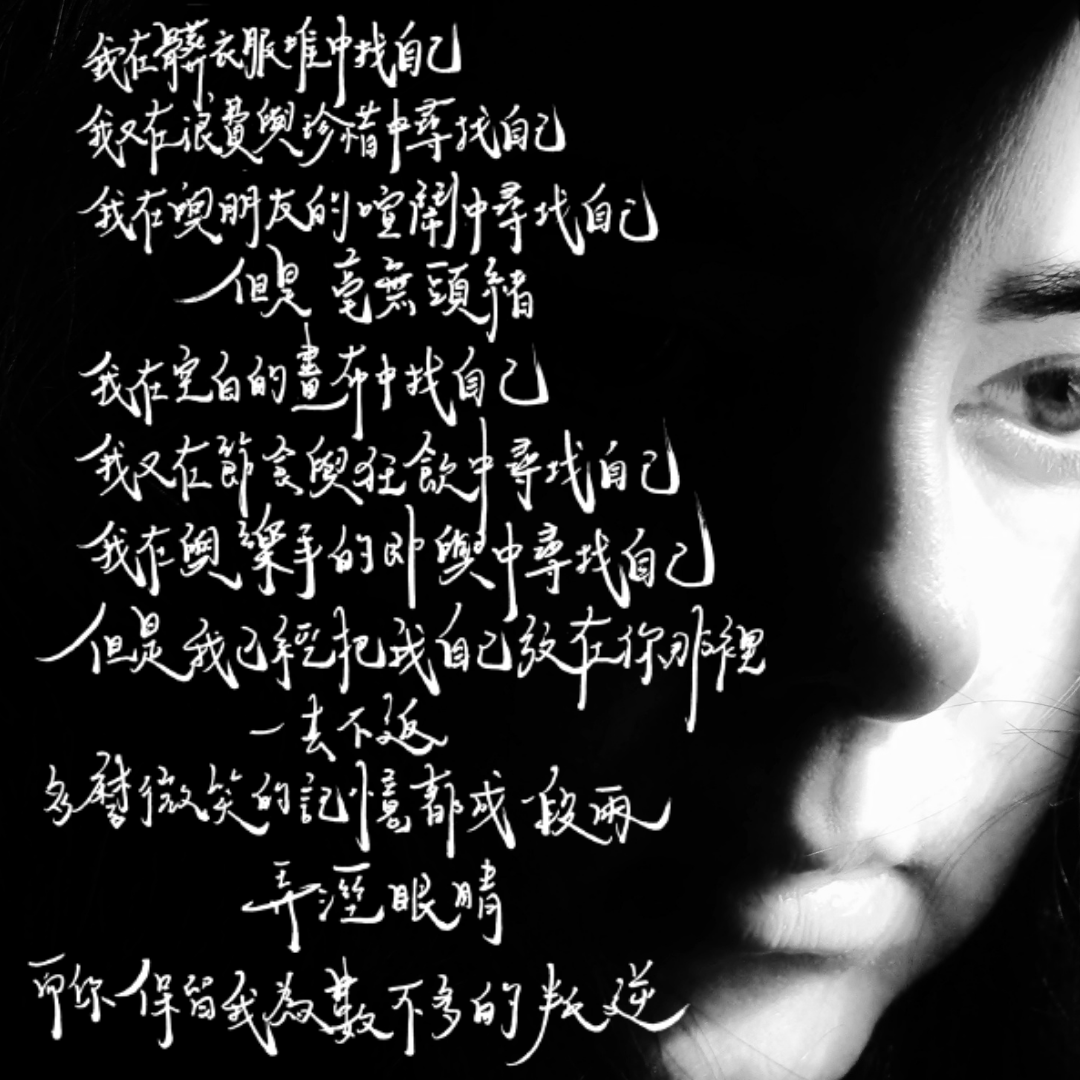 我在髒衣服堆中找自己
我又在浪費與珍惜中尋找自己
我在與朋友的喧鬧中尋找自己
但是毫無頭緒
我在空白的畫布中找自己
我又在節食與狂飲中尋找自己
我在與樂手的即興中尋找自己
但是我已經把我自己放在你那裡
一去不返
多麼微笑的記憶都成一段雨
弄溼眼睛
而你保留我為數不多的叛逆